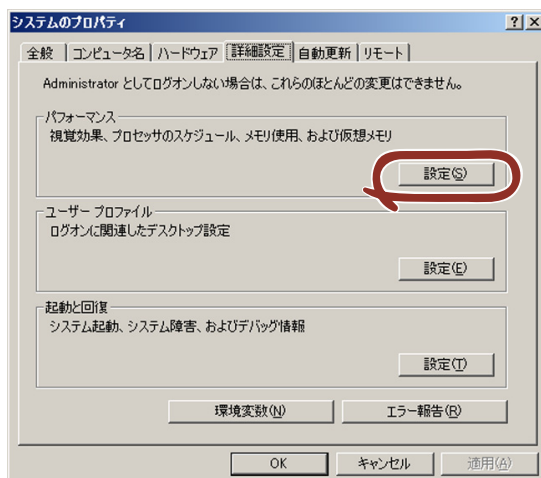 システムのプロパティ
全般 コンピュータ名 ハードウェア 詳細設定 自動更新 リモート
Administrator としてログオンしない場合は、これらのほとんどの変更はできません。
パフォーマンス
視覚効果、プロセッサのスケジュール、メモリ使用、および仮想メモリ
設定(S)
ユーザー プロファイル
ログオンに関連したデスクトップ設定
設定(E)
起動と回復
システム起動、システム障害、およびデバッグ情報
設定(T)
環境変数(N) エラー報告(R)
OK キャンセル 適用(A)